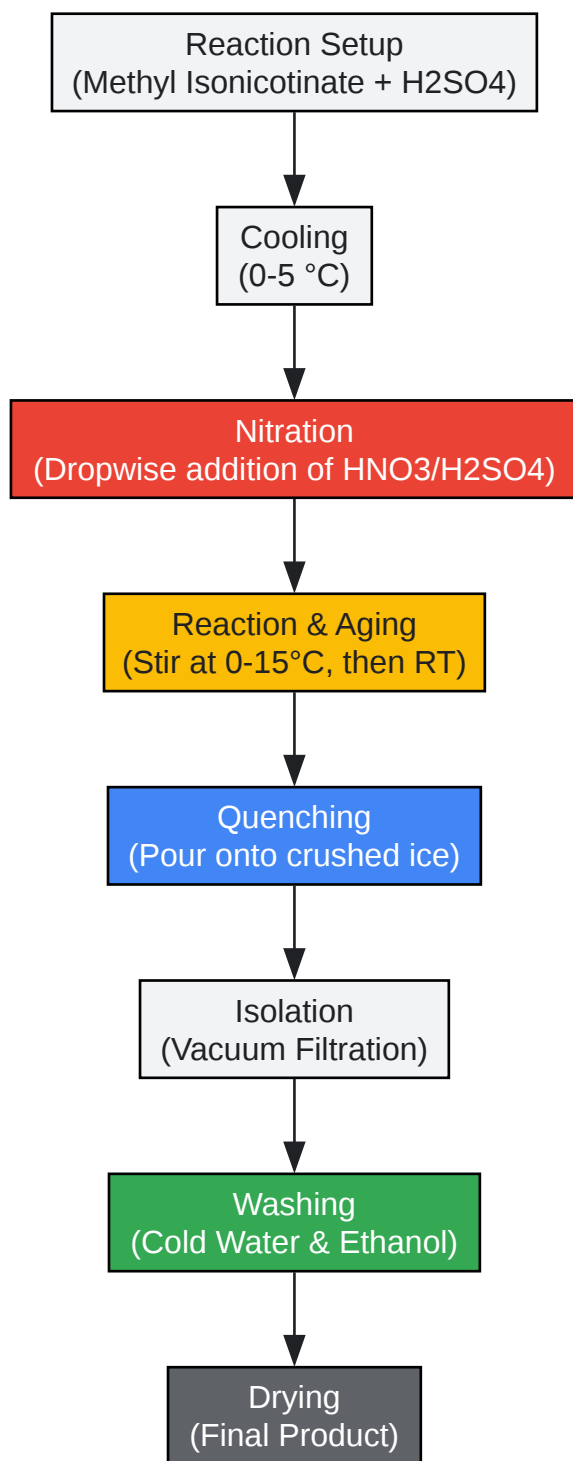 Reaction Setup
(Methyl Isonicotinate + H2SO4)
Cooling
(0-5 °C)
Nitration
(Dropwise addition of HNO3/H2SO4)
Reaction & Aging
(Stir at 0-15°C, then RT)
Quenching
(Pour onto crushed ice)
Isolation
(Vacuum Filtration)
Washing
(Cold Water & Ethanol)
Drying
(Final Product)